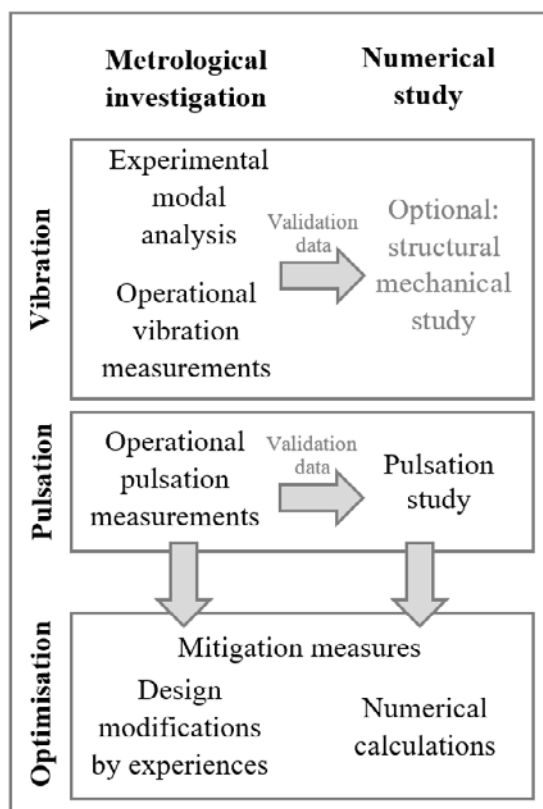 Metrological
investigation
Numerical
study
Vibration
Experimental
modal
analysis
Operational
vibration
measurements
Validation
data
Optional:
structural
mechanical
study
Pulsation
Operational
pulsation
measurements
Validation
data
Pulsation
study
Optimisation
Mitigation measures
Design
modifications
by experiences
Numerical
calculations